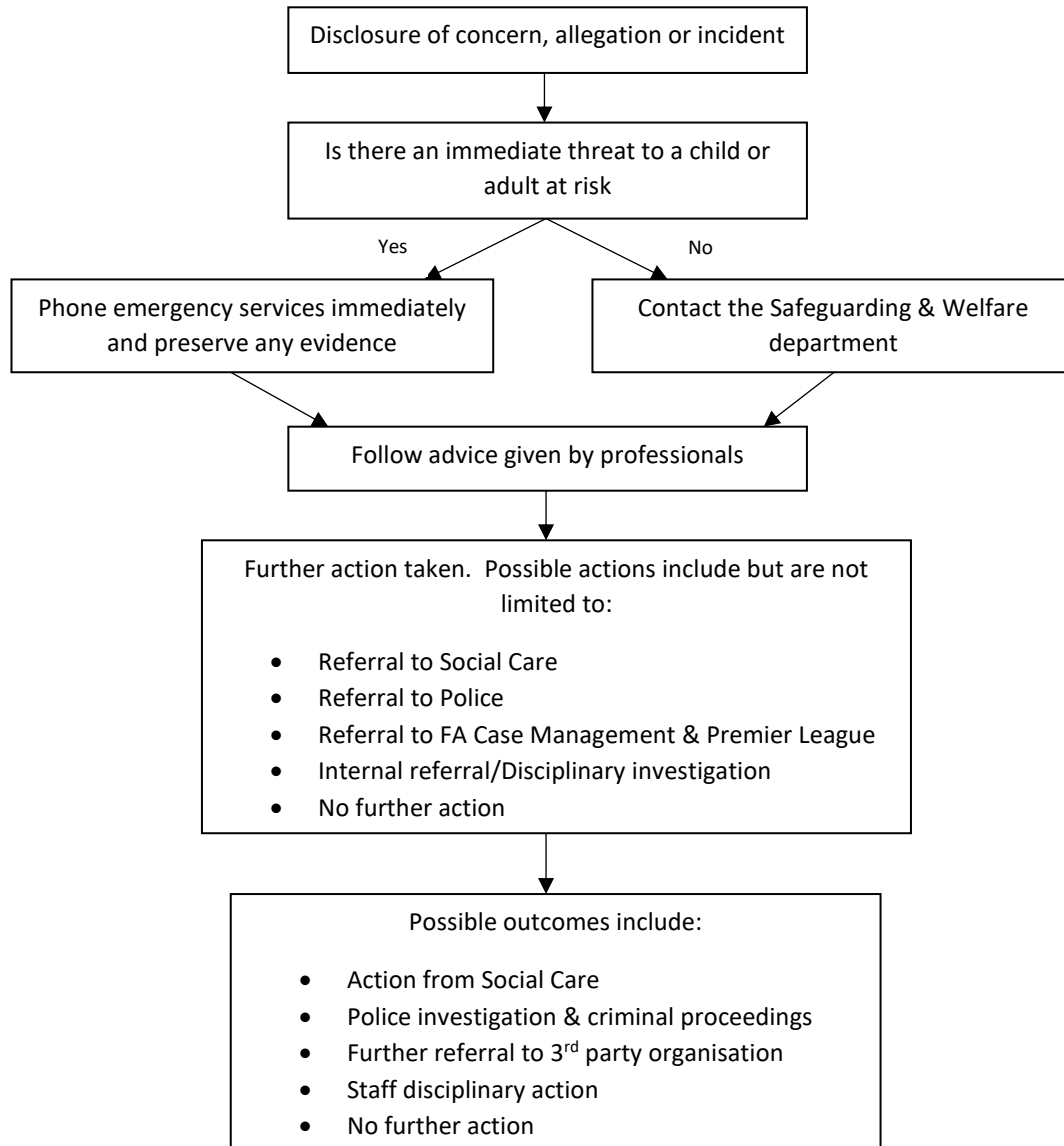 Disclosure of concern, allegation or incident
Is there an immediate threat to a child or
adult at risk
Yes
No
Phone emergency services immediately
and preserve any evidence
Contact the Safeguarding & Welfare
department
Follow advice given by professionals
Further action taken.  Possible actions include but are not
limited to:
• Referral to Social Care
• Referral to Police
• Referral to FA Case Management & Premier League
• Internal referral/Disciplinary investigation
• No further action
Possible outcomes include:
• Action from Social Care
• Police investigation & criminal proceedings
• Further referral to 3rd party organisation
• Staff disciplinary action
• No further action